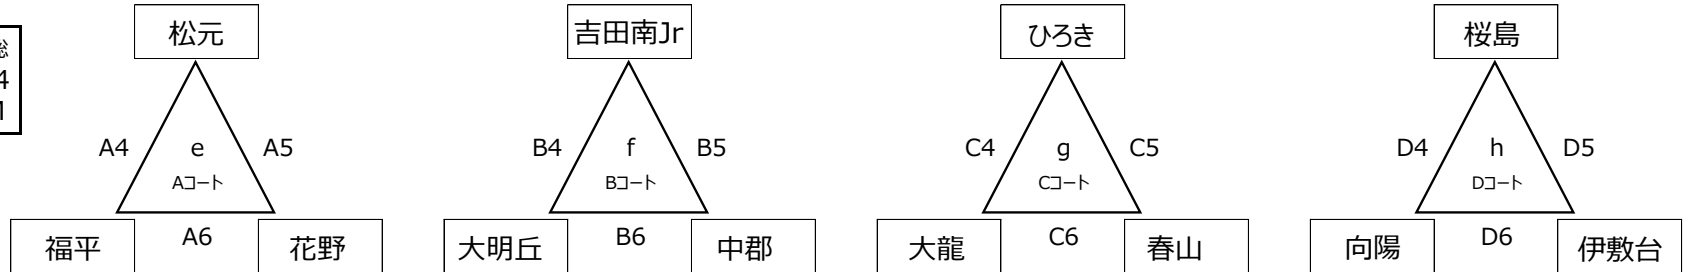 松元
吉田南Jr
ひろき
桜島
総
4
A4
e
A5
B4
f
B5
C4
g
C5
D4
h
D5
Aコート
Bコート
Cコート
Dコート
福平
A6
花野
大明丘
B6
中郡
大龍
C6
春山
向陽
D6
伊敷台